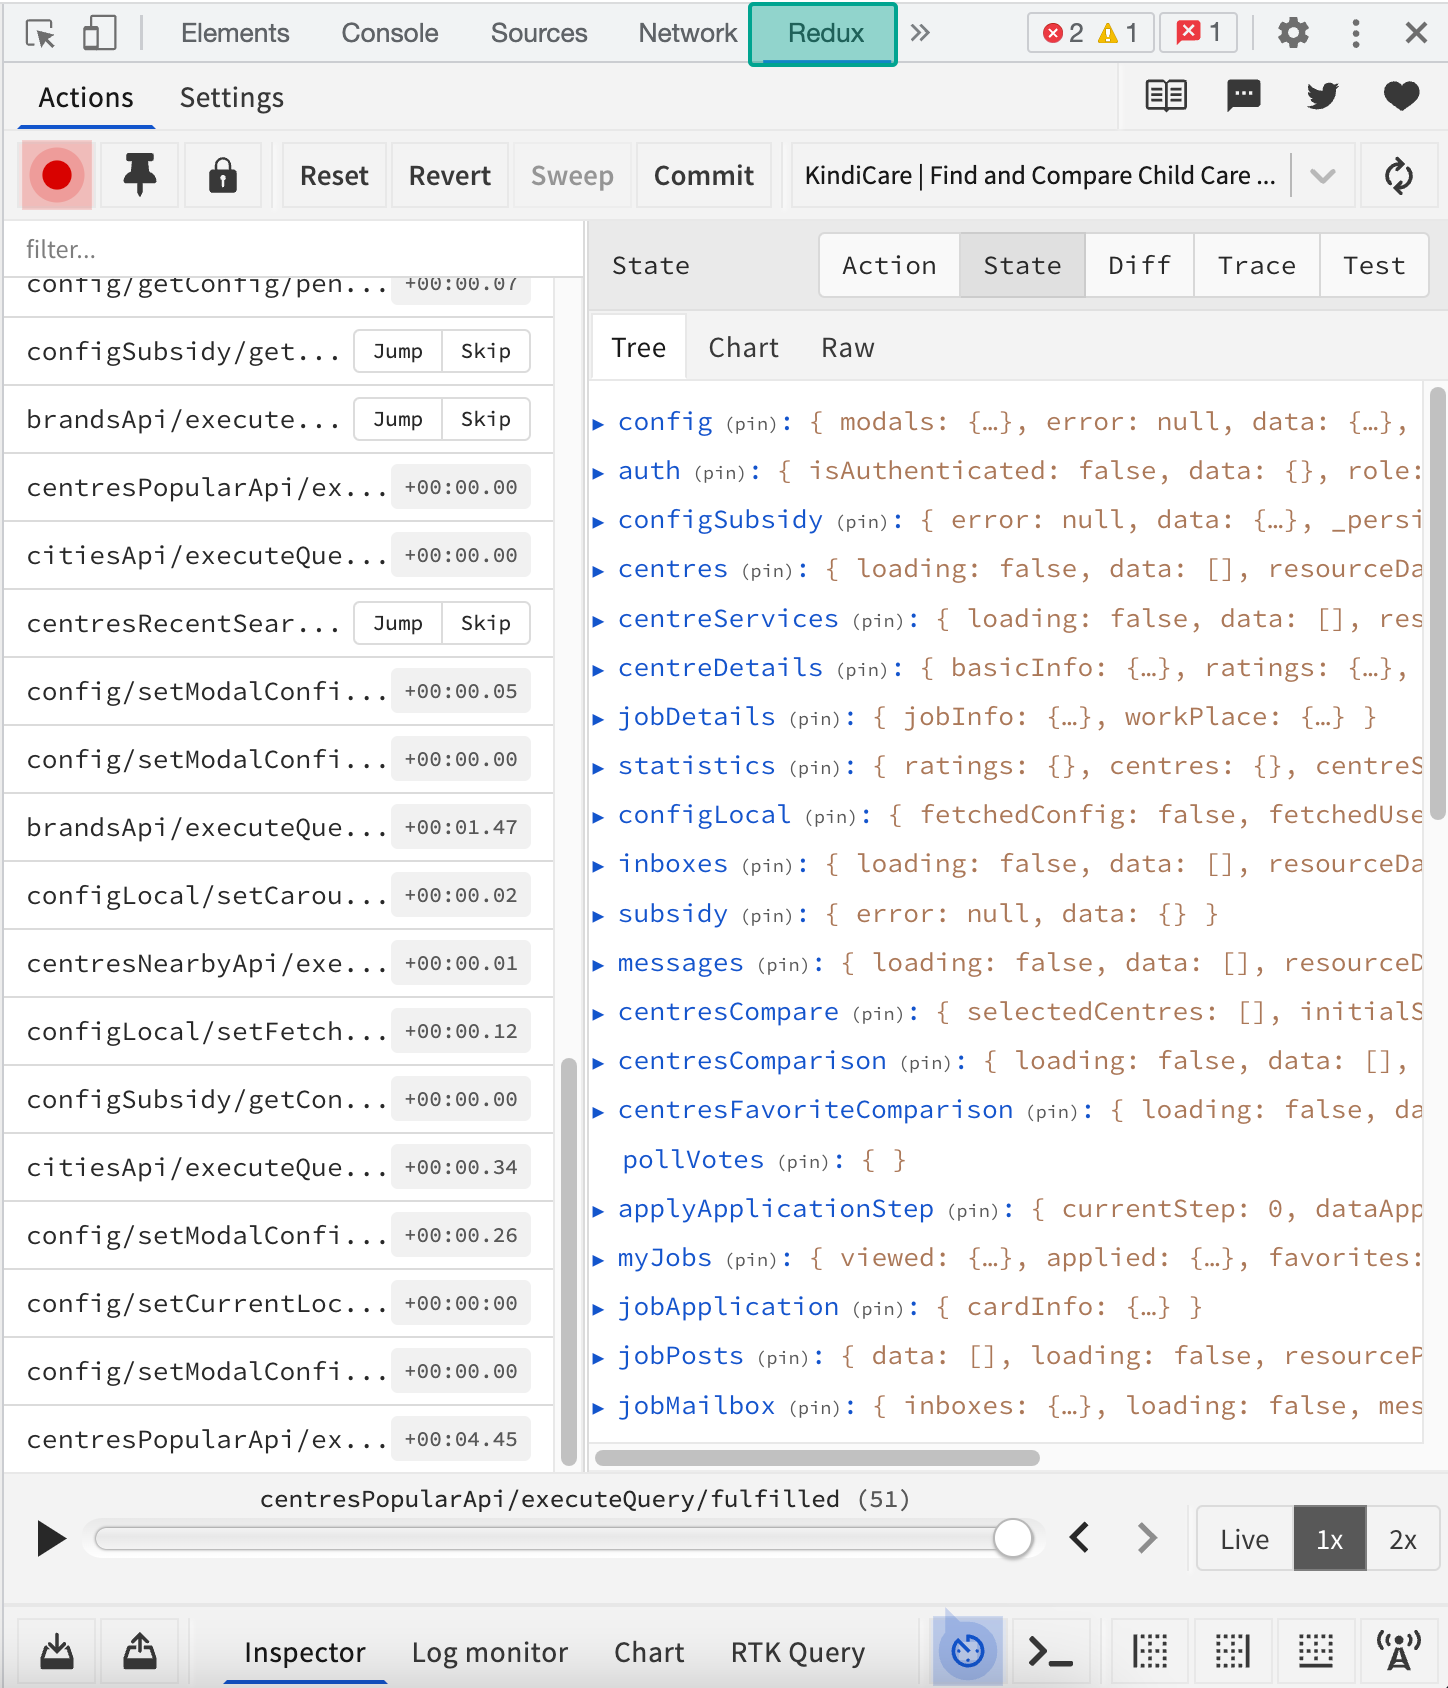 Elements Console Sources Network Redux » 2 1 1
Actions Settings
Reset Revert Sweep Commit KindiCare | Find and Compare Child Care ...
filter...
State Action State Diff Trace Test
Tree Chart Raw
config/getConfig/pen... +00:00.07
configSubsidy/get... Jump Skip
brandsApi/execute... Jump Skip
centresPopularApi/ex... +00:00.00
citiesApi/executeQue... +00:00.00
centresRecentSear... Jump Skip
config/setModalConfi... +00:00.05
config/setModalConfi... +00:00.00
brandsApi/executeQue... +00:01.47
configLocal/setCarou... +00:00.02
centresNearbyApi/exe... +00:00.01
configLocal/setFetch... +00:00.12
configSubsidy/getCon... +00:00.00
citiesApi/executeQue... +00:00.34
config/setModalConfi... +00:00.26
config/setCurrentLoc... +00:00:00
config/setModalConfi... +00:00.00
centresPopularApi/ex... +00:04.45
config (pin): { modals: {…}, error: null, data: {…},
auth (pin): { isAuthenticated: false, data: {}, role:
configSubsidy (pin): { error: null, data: {…}, _persi
centres (pin): { loading: false, data: [], resourceDa
centreServices (pin): { loading: false, data: [], res
centreDetails (pin): { basicInfo: {…}, ratings: {…},
jobDetails (pin): { jobInfo: {…}, workPlace: {…} }
statistics (pin): { ratings: {}, centres: {}, centreS
configLocal (pin): { fetchedConfig: false, fetchedUse
inboxes (pin): { loading: false, data: [], resourceDa
subsidy (pin): { error: null, data: {} }
messages (pin): { loading: false, data: [], resourceD
centresCompare (pin): { selectedCentres: [], initialS
centresComparison (pin): { loading: false, data: [],
centresFavoriteComparison (pin): { loading: false, da
pollVotes (pin): { }
applyApplicationStep (pin): { currentStep: 0, dataApp
myJobs (pin): { viewed: {…}, applied: {…}, favorites:
jobApplication (pin): { cardInfo: {…} }
jobPosts (pin): { data: [], loading: false, resourceP
jobMailbox (pin): { inboxes: {…}, loading: false, mes
centresPopularApi/executeQuery/fulfilled (51)
Live 1x 2x
Inspector Log monitor Chart RTK Query